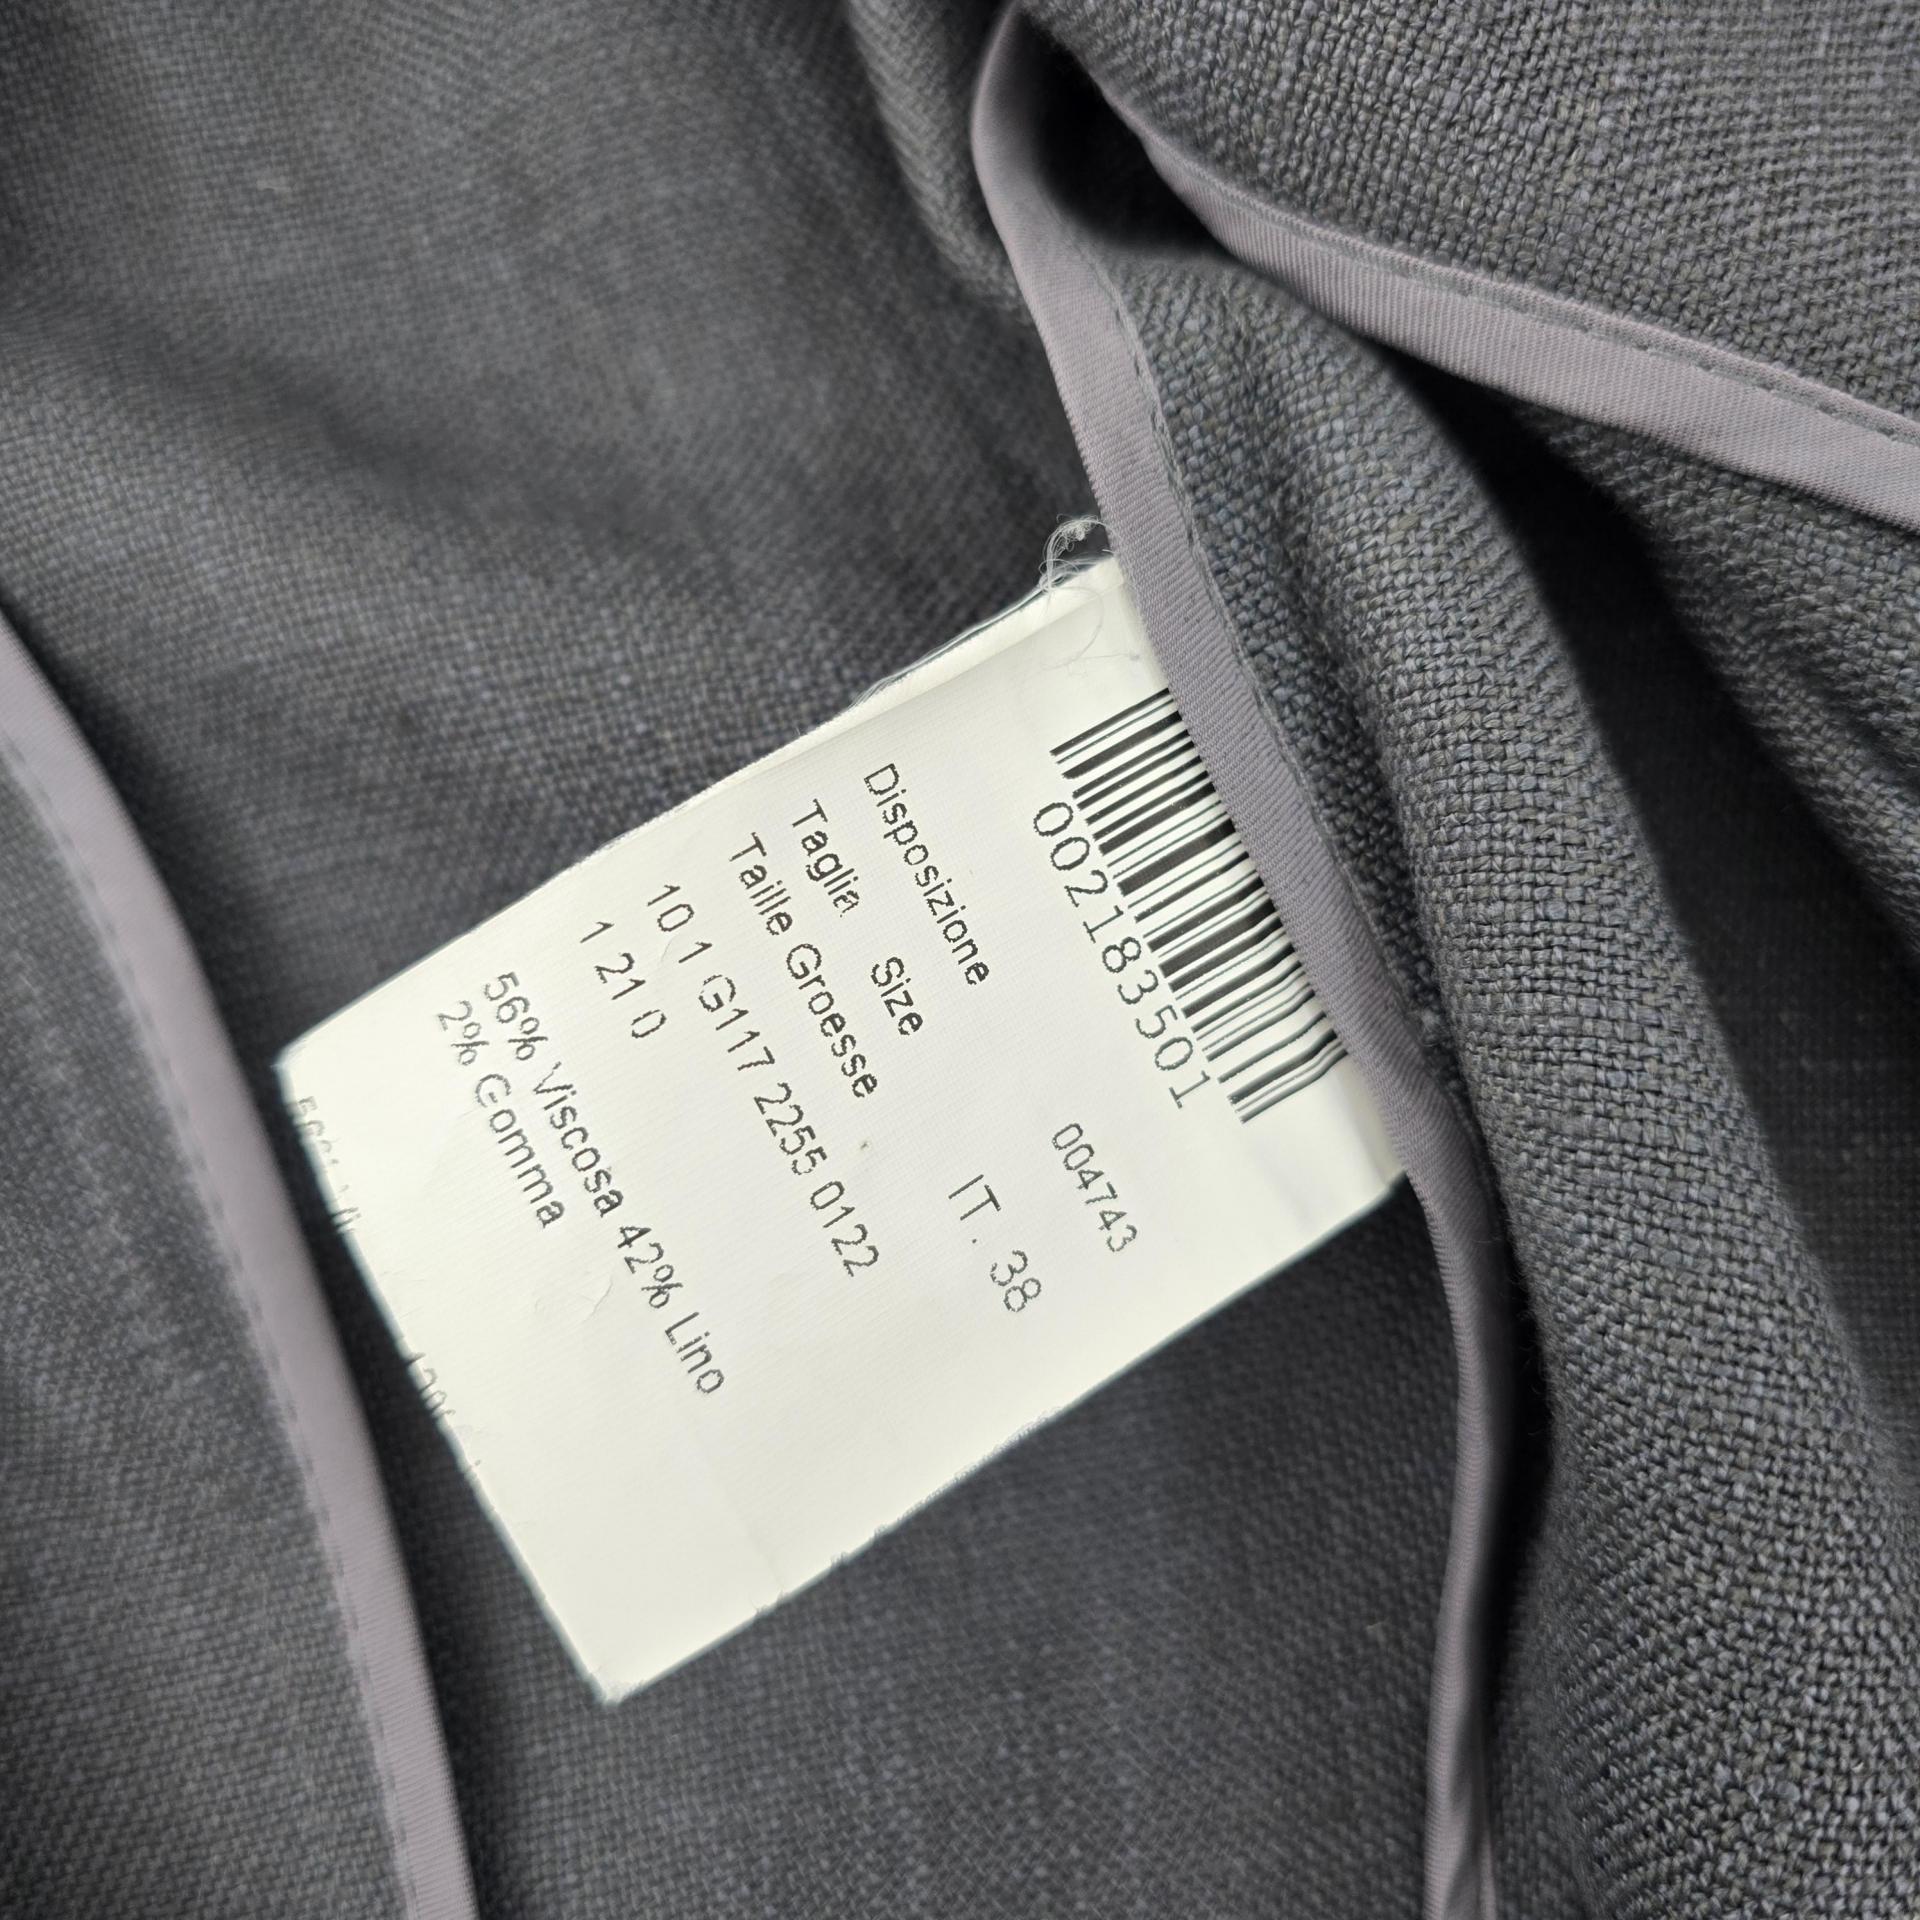 002183501
Disposizione 004743
Taglia Size
Taille Groesse IT. 38
10 1 G117 2255 0122
1 21 0
56% Viscosa 42% Lino
2% Gomma